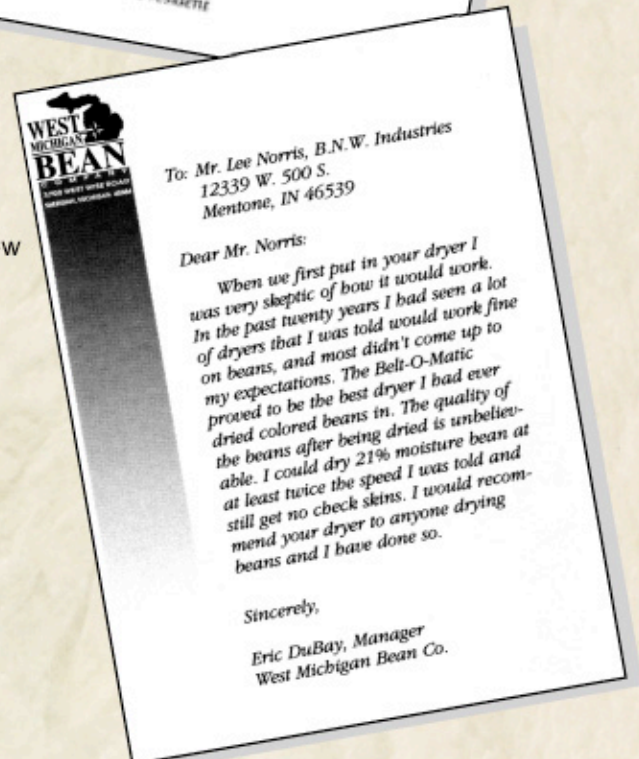 WEST
MICHIGAN
BEAN
COMPANY
To: Mr. Lee Norris, B.N.W. Industries
12339 W. 500 S.
Mentone, IN 46539
Dear Mr. Norris:
w
When we first put in your dryer I
was very skeptic of how it would work.
In the past twenty years I had seen a lot
of dryers that I was told would work fine
on beans, and most didn't come up to
my expectations. The Belt-O-Matic
proved to be the best dryer I had ever
dried colored beans in. The quality of
the beans after being dried is unbeliev-
able. I could dry 21% moisture bean at
at least twice the speed I was told and
still get no check skins. I would recom-
mend your dryer to anyone drying
beans and I have done so.
Sincerely,
Eric DuBay, Manager
West Michigan Bean Co.